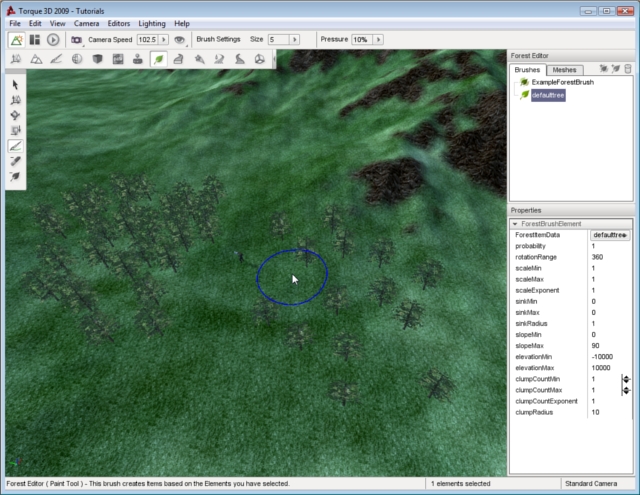 Torque 3D 2009 - Tutorials
File Edit View Camera Editors Lighting Help
Camera Speed 102.5 Brush Settings Size 5 Pressure 10%
Forest Editor
Brushes Meshes
ExampleForestBrush
defaulttree
Properties
ForestBrushElement
ForestItemData defaulttree
probability 1
rotationRange 360
scaleMin 1
scaleMax 1
scaleExponent 1
sinkMin 0
sinkMax 0
sinkRadius 1
slopeMin 0
slopeMax 90
elevationMin -10000
elevationMax 10000
clumpCountMin 1
clumpCountMax 1
clumpCountExponent 1
clumpRadius 10
Forest Editor ( Paint Tool ) - This brush creates Items based on the Elements you have selected. 1 elements selected Standard Camera